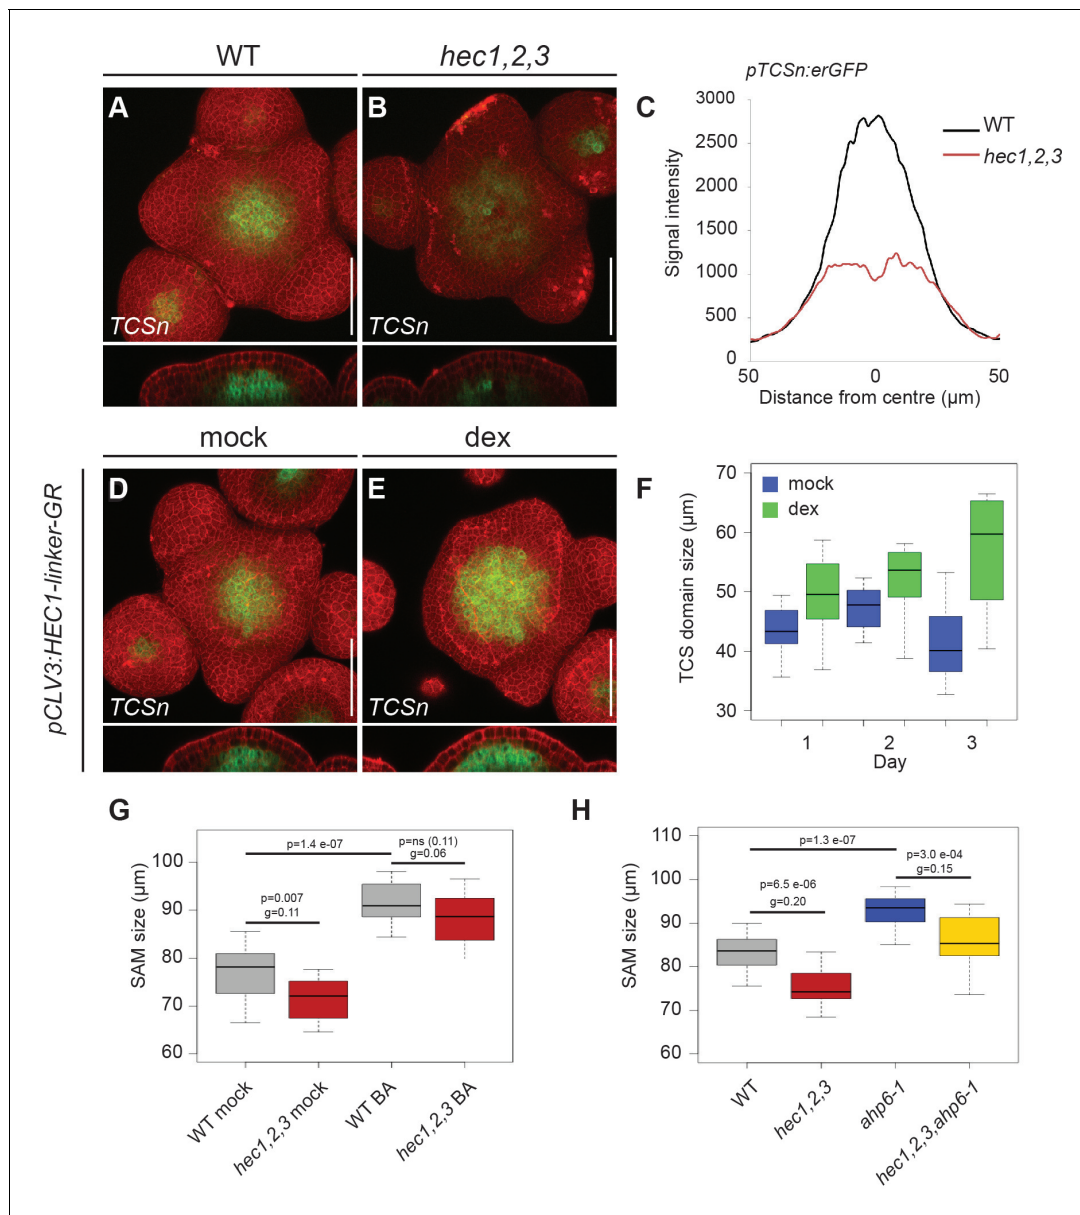 WT
hec1,2,3
A
TCSn
B
TCSn
C
pTCSn:erGFP
3000
2500
2000
1500
1000
500
0
Signal intensity
WT
hec1,2,3
50
0
50
Distance from centre (µm)
mock
dex
pCLV3:HEC1-linker-GR
D
TCSn
E
TCSn
F
70
60
50
40
30
TCS domain size (µm)
mock
dex
1
2
3
Day
G
100
90
80
70
60
SAM size (µm)
p=1.4 e-07
p=ns (0.11)
g=0.06
p=0.007
g=0.11
WT mock
hec1,2,3 mock
WT BA
hec1,2,3 BA
H
110
100
90
80
70
60
SAM size (µm)
p=1.3 e-07
p=3.0 e-04
g=0.15
p=6.5 e-06
g=0.20
WT
hec1,2,3
ahp6-1
hec1,2,3,ahp6-1